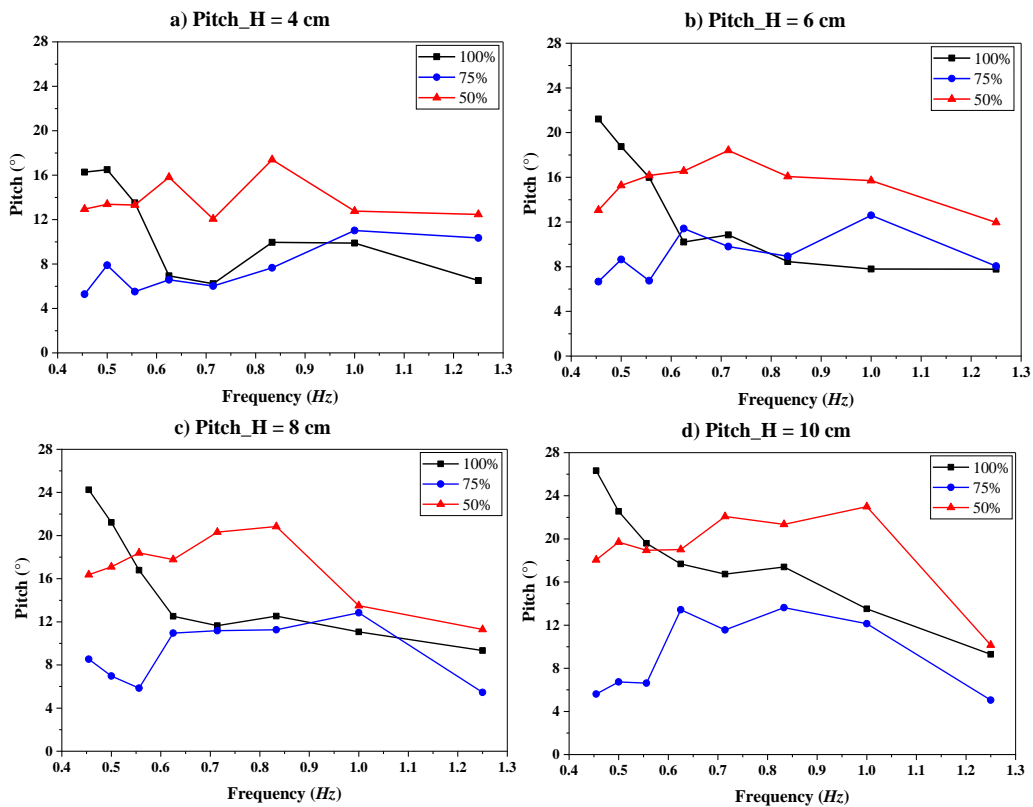 a) Pitch_H = 4 cm
28
24
20
16
12
8
4
0
Pitch (°)
100%
75%
50%
0.4 0.5 0.6 0.7 0.8 0.9 1.0 1.1 1.2 1.3
Frequency (Hz)
b) Pitch_H = 6 cm
28
24
20
16
12
8
4
0
Pitch (°)
100%
75%
50%
0.4 0.5 0.6 0.7 0.8 0.9 1.0 1.1 1.2 1.3
Frequency (Hz)
c) Pitch_H = 8 cm
28
24
20
16
12
8
4
0
Pitch (°)
100%
75%
50%
0.4 0.5 0.6 0.7 0.8 0.9 1.0 1.1 1.2 1.3
Frequency (Hz)
d) Pitch_H = 10 cm
28
24
20
16
12
8
4
0
Pitch (°)
100%
75%
50%
0.4 0.5 0.6 0.7 0.8 0.9 1.0 1.1 1.2 1.3
Frequency (Hz)